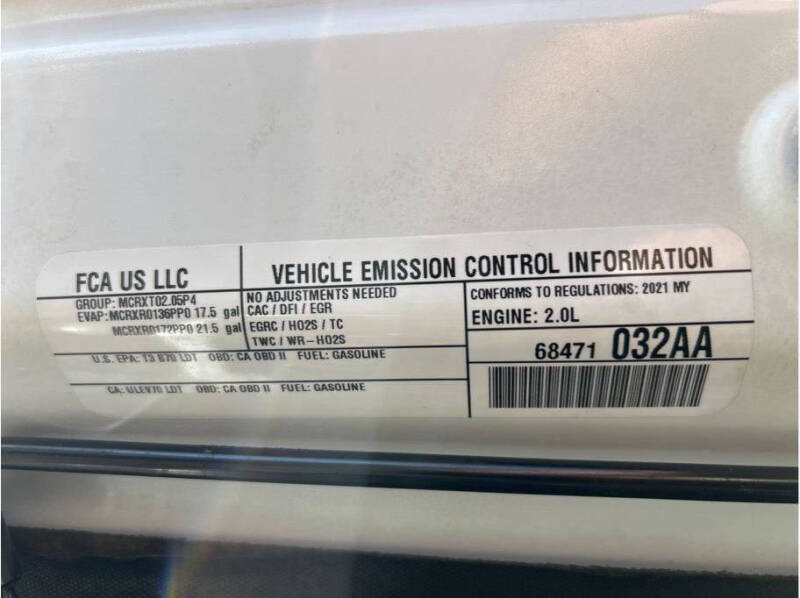 FCA US LLC
VEHICLE EMISSION CONTROL INFORMATION
GROUP: MCRXT02.05P4
EVAP: MCRXR0136PP0 17.5 gal
MCRXR0172PP0 21.5 gal
NO ADJUSTMENTS NEEDED
CAC / DFI / EGR
EGRC / HO2S / TC
TWC / WR-HO2S
CONFORMS TO REGULATIONS: 2021 MY
ENGINE: 2.0L
U.S. EPA: T3 B70 LDT OBD: CA OBD II FUEL: GASOLINE
CA: ULEV70 LDT OBD: CA OBD II FUEL: GASOLINE
68471 032AA